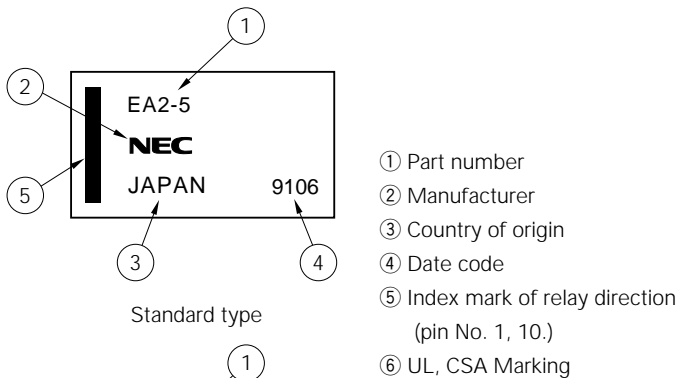 ①
②
EA2-5
NEC
JAPAN 9106
⑤
③
④
Standard type
①
① Part number
② Manufacturer
③ Country of origin
④ Date code
⑤ Index mark of relay direction
(pin No. 1, 10.)
⑥ UL, CSA Marking